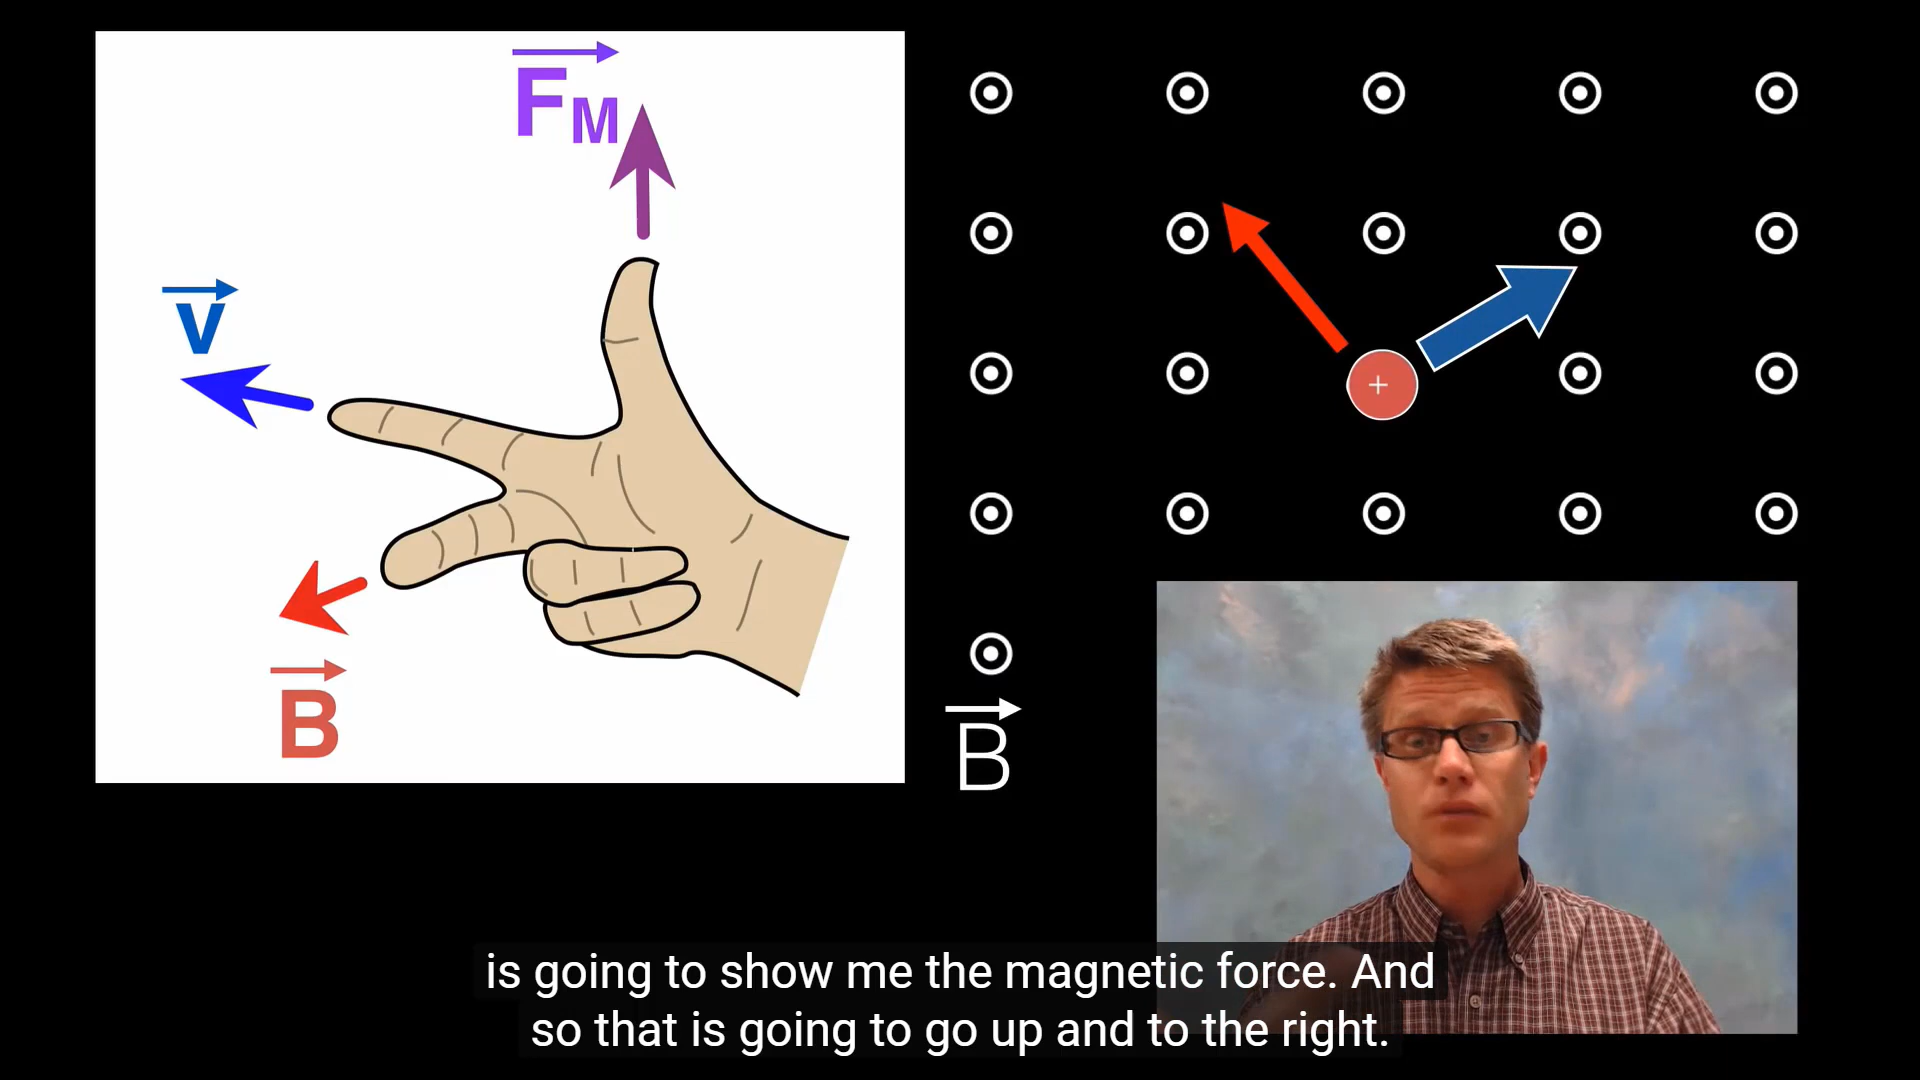 F M
v
B
+
B
is going to show me the magnetic force. And
so that is going to go up and to the right.